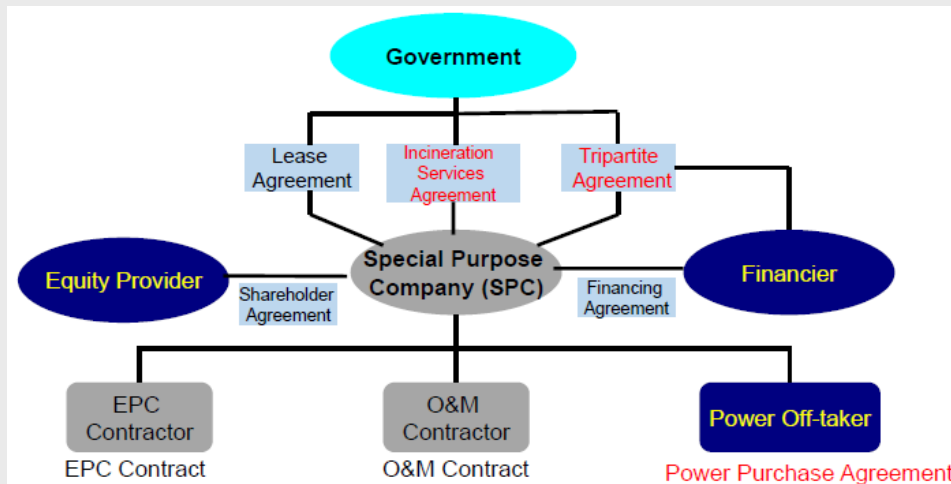 Government
Lease
Agreement
Incineration
Services
Agreement
Tripartite
Agreement
Equity Provider
Shareholder
Agreement
Special Purpose
Company (SPC)
Financing
Agreement
Financier
EPC
Contractor
EPC Contract
O&M
Contractor
O&M Contract
Power Off-taker
Power Purchase Agreement